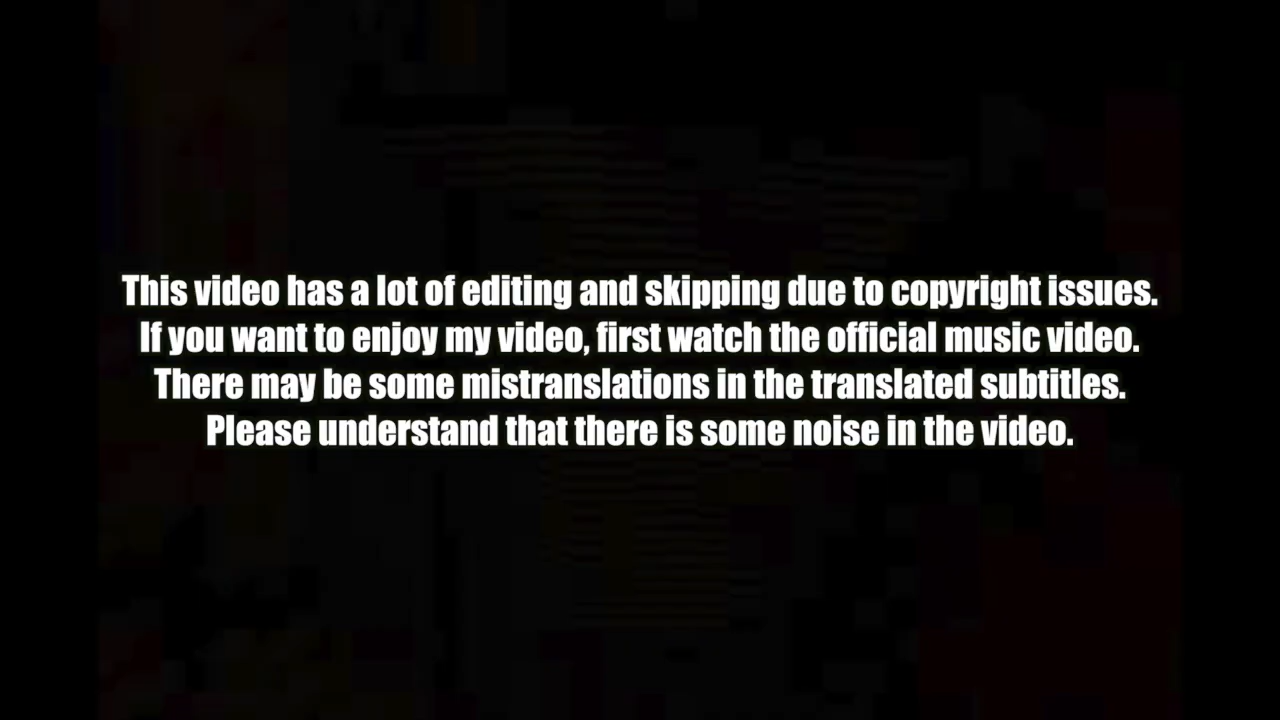 This video has a lot of editing and skipping due to copyright issues.
If you want to enjoy my video, first watch the official music video.
There may be some mistranslations in the translated subtitles.
Please understand that there is some noise in the video.